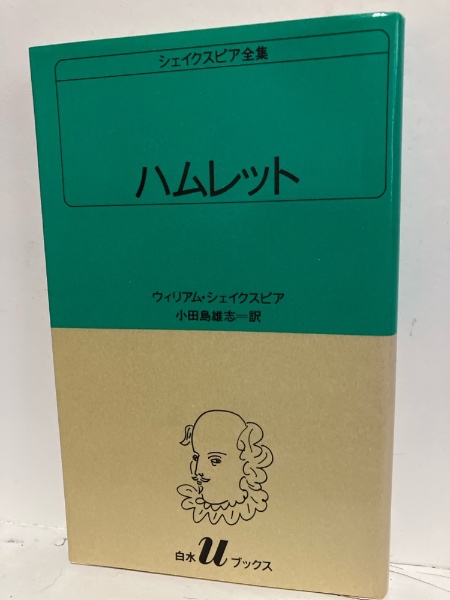 シェイクスピア全集
ハムレット
ウィリアム・シェイクスピア
小田島雄志=訳
白水uブックス